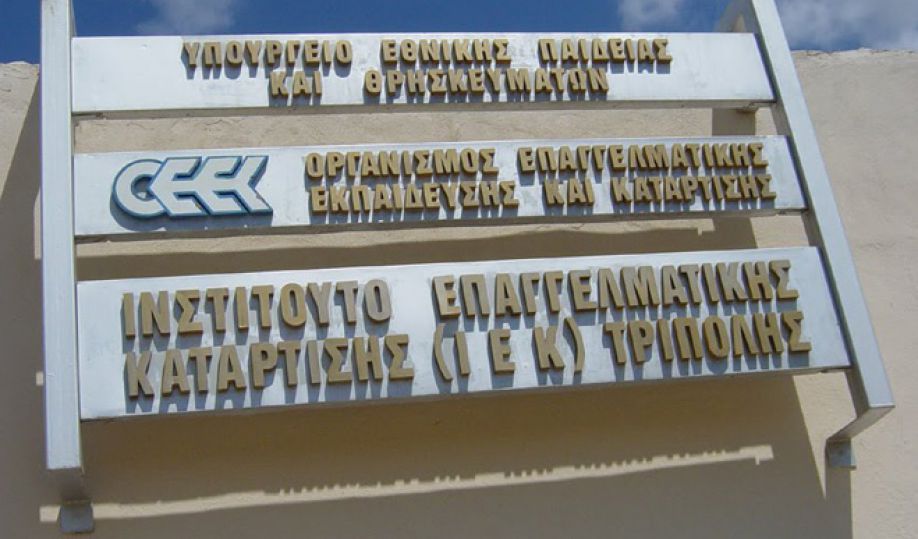 ΥΠΟΥΡΓΕΙΟ ΕΘΝΙΚΗΣ ΠΑΙΔΕΙΑΣ
ΚΑΙ ΘΡΗΣΚΕΥΜΑΤΩΝ
ΟΕΕΚ ΟΡΓΑΝΙΣΜΟΣ ΕΠΑΓΓΕΛΜΑΤΙΚΗΣ
ΕΚΠΑΙΔΕΥΣΗΣ ΚΑΙ ΚΑΤΑΡΤΙΣΗΣ
ΙΝΣΤΙΤΟΥΤΟ ΕΠΑΓΓΕΛΜΑΤΙΚΗΣ
ΚΑΤΑΡΤΙΣΗΣ (Ι Ε Κ) ΤΡΙΠΟΛΗΣ